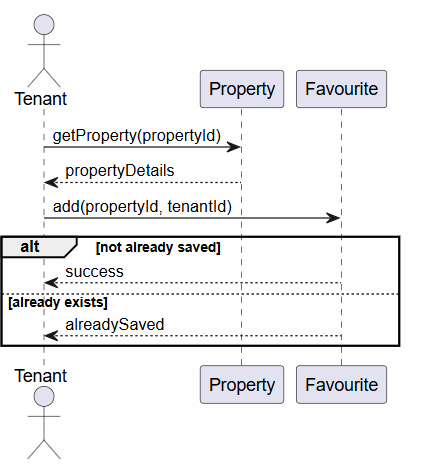 Tenant
Property
Favourite
getProperty(propertyId)
propertyDetails
add(propertyId, tenantId)
alt
[not already saved]
success
[already exists]
alreadySaved
Tenant
Property
Favourite